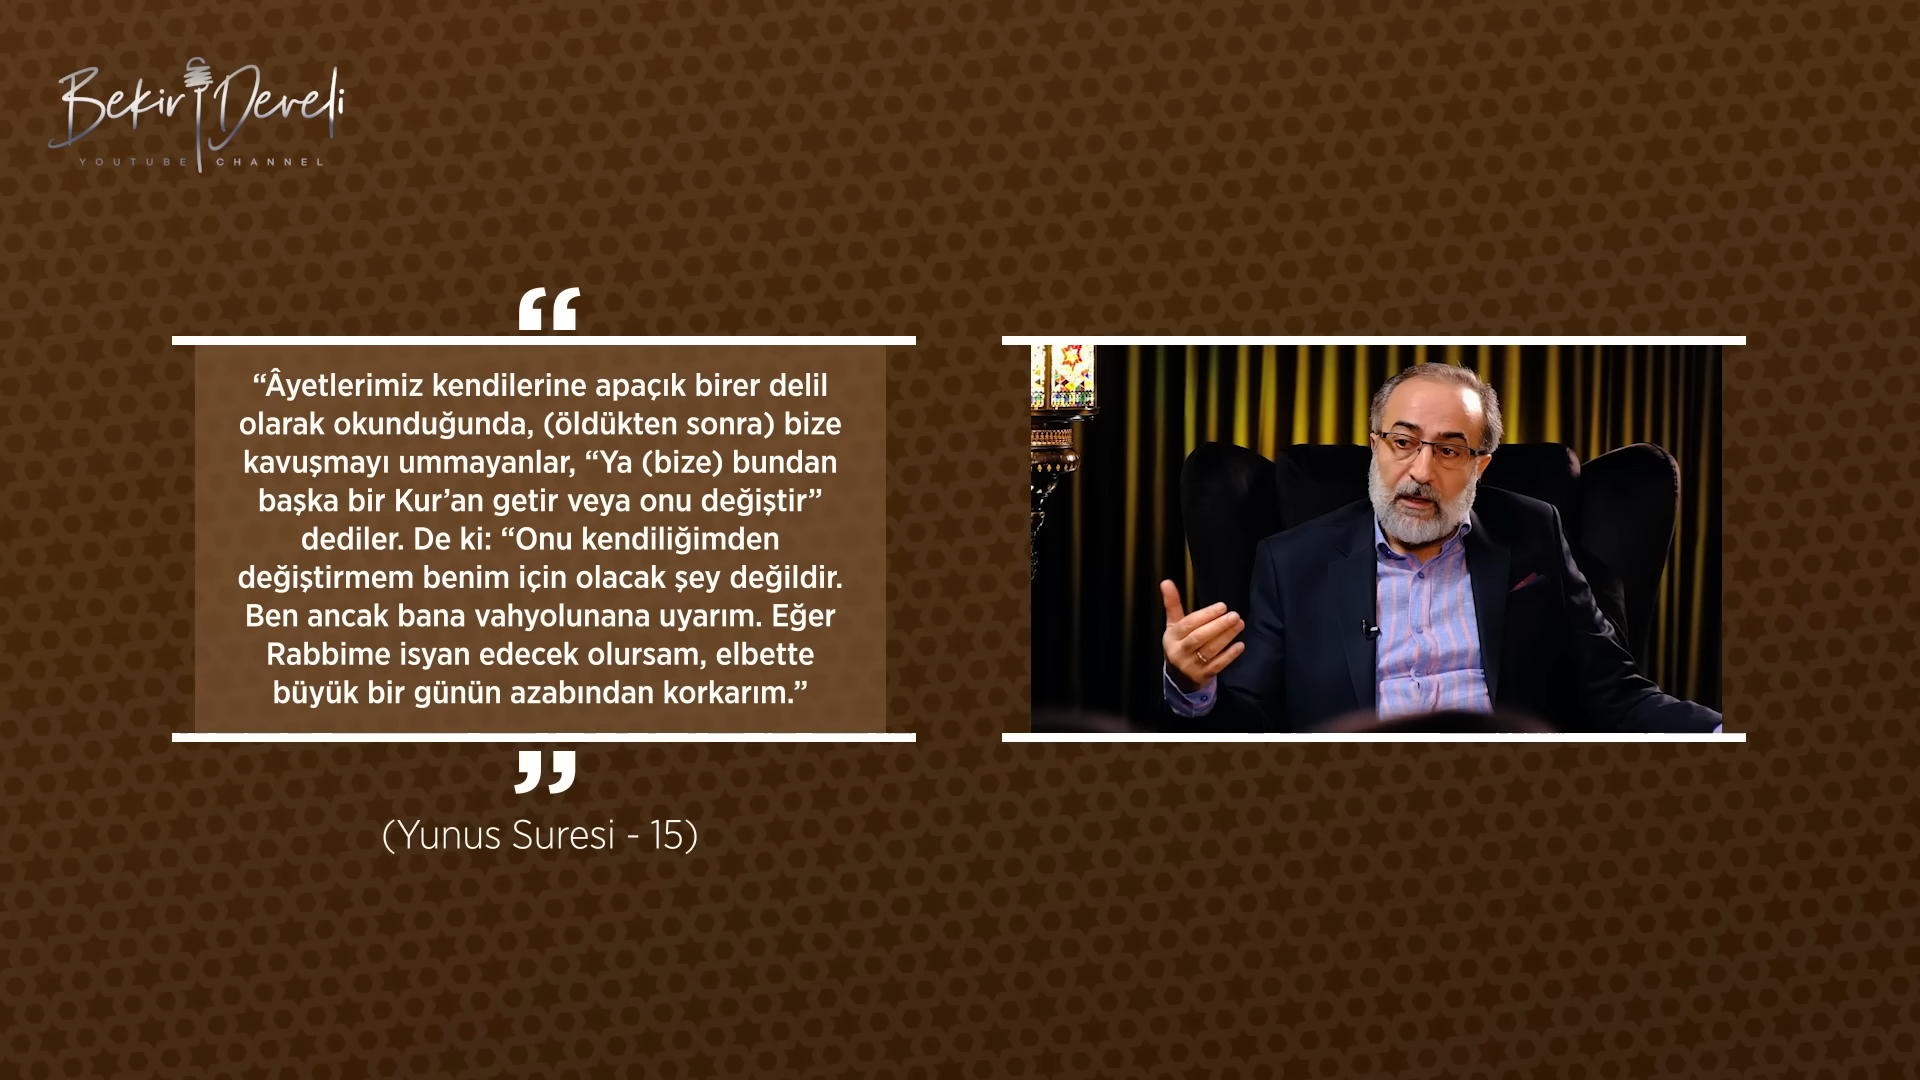 Bekir Develi
YOUTUBE CHANNEL
“
“Âyetlerimiz kendilerine apaçık birer delil
olarak okunduğunda, (öldükten sonra) bize
kavuşmayı ummayanlar, “Ya (bize) bundan
başka bir Kur’an getir veya onu değiştir”
dediler. De ki: “Onu kendiliğimden
değiştirmem benim için olacak şey değildir.
Ben ancak bana vahyolunana uyarım. Eğer
Rabbime isyan edecek olursam, elbette
büyük bir günün azabından korkarım.”
”
(Yunus Suresi - 15)